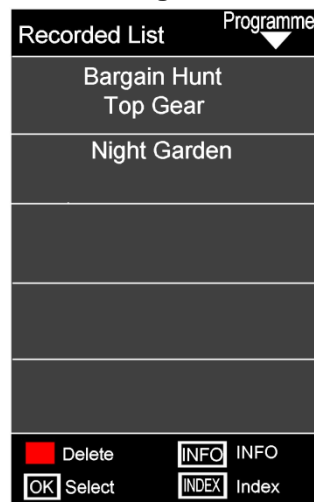 Recorded List Programme
Bargain Hunt
Top Gear
Night Garden
Delete INFO INFO
OK Select INDEX Index